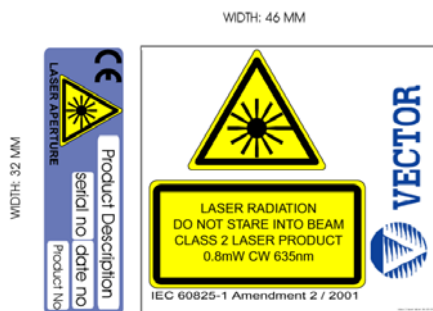 WIDTH: 46 MM
WIDTH: 32 MM
CE
LASER APERTURE
Product Description
serial no
date no
Product No
LASER RADIATION
DO NOT STARE INTO BEAM
CLASS 2 LASER PRODUCT
0.8mW CW 635nm
IEC 60825-1 Amendment 2 / 2001
VECTOR